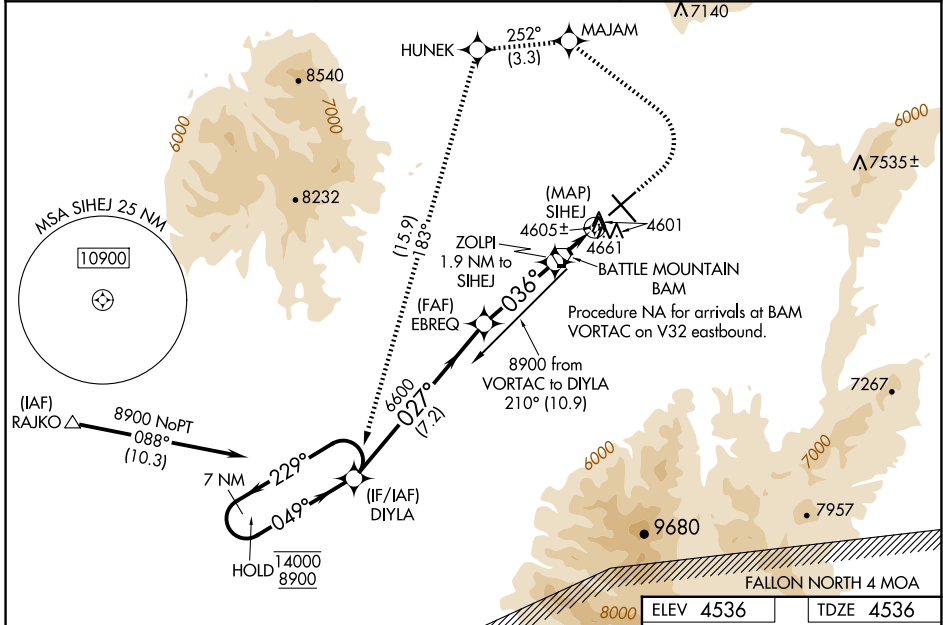 7140
HUNEK
252°
(3.3)
MAJAM
8540
7000
6000
8232
6000
7535±
MSA SIHEJ 25 NM
10900
(15.9)
183°
(MAP)
SIHEJ
4605±
4601
4661
ZOLPI
1.9 NM to
SIHEJ
BATTLE MOUNTAIN
BAM
(FAF)
EBREQ
036°
Procedure NA for arrivals at BAM
VORTAC on V32 eastbound.
8900 from
VORTAC to DIYLA
210° (10.9)
6600
027°
(7.2)
(IAF)
RAJKO
8900 NoPT
088°
(10.3)
7267
6000
7000
7 NM
229°
049°
(IF/IAF)
DIYLA
HOLD
14000
8900
7957
9680
FALLON NORTH 4 MOA
8000
ELEV 4536
TDZE 4536